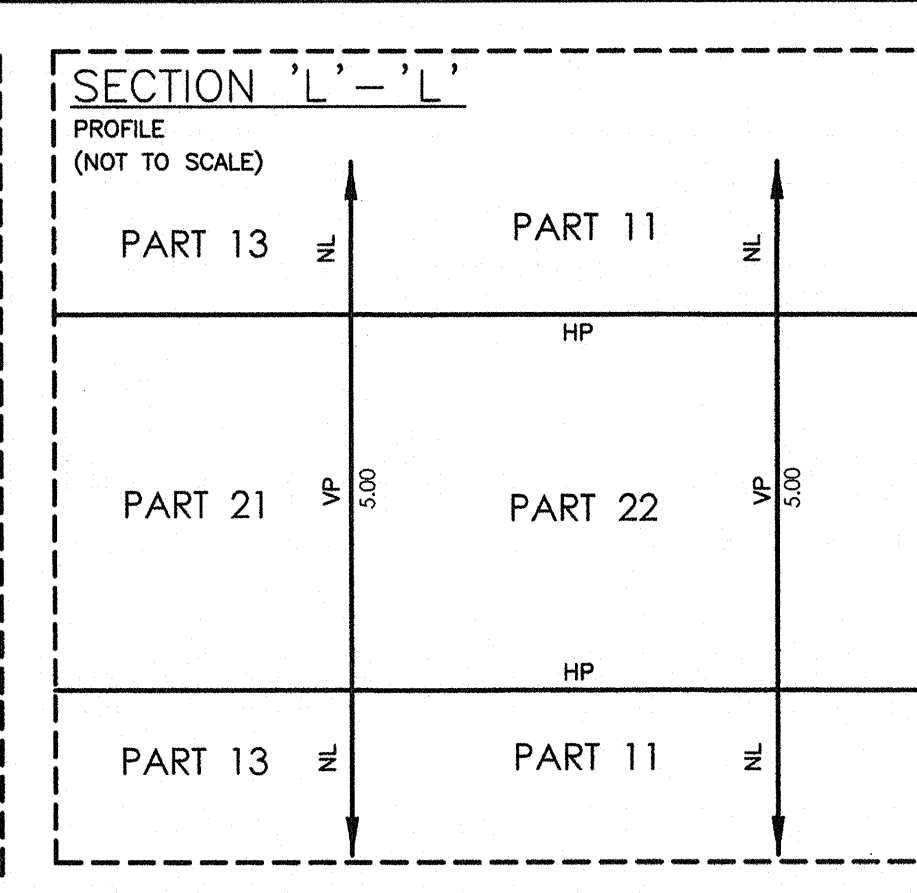 SECTION 'L'-'L'
PROFILE
(NOT TO SCALE)
PART 13
NL
PART 11
NL
HP
PART 21
VP
5.00
PART 22
VP
5.00
HP
PART 13
NL
PART 11
NL